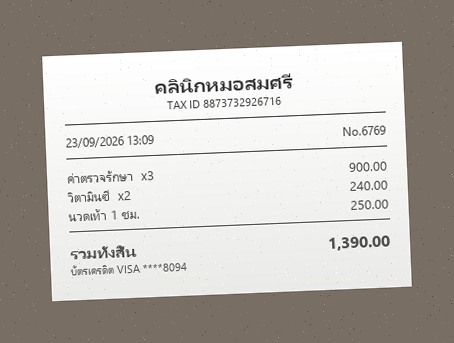 คลินิกหมอสมศรี
TAX ID 8873732926716
23/09/2026 13:09 No.6769
ค่าตรวจรักษา x3 900.00
วิตามินซี x2 240.00
นวดเท้า 1 ชม. 250.00
รวมทั้งสิ้น 1,390.00
บัตรเครดิต VISA ****8094